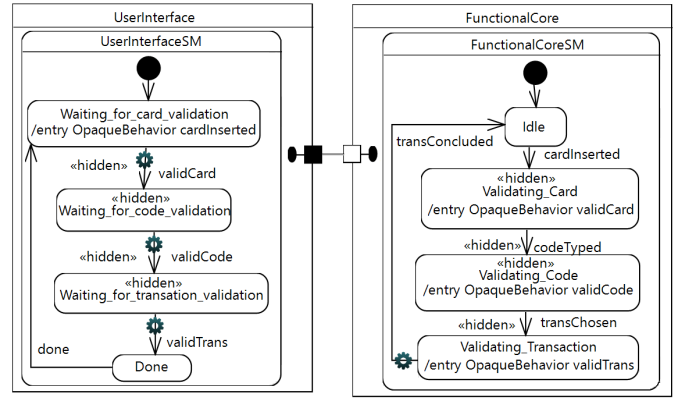 UserInterface
UserInterfaceSM
Waiting_for_card_validation
/entry OpaqueBehavior cardInserted
«hidden»
validCard
«hidden»
Waiting_for_code_validation
«hidden»
validCode
«hidden»
Waiting_for_transation_validation
validTrans
done
Done
FunctionalCore
FunctionalCoreSM
Idle
transConcluded
cardInserted
«hidden»
Validating_Card
/entry OpaqueBehavior validCard
«hidden»
codeTyped
«hidden»
Validating_Code
/entry OpaqueBehavior validCode
«hidden»
transChosen
Validating_Transaction
/entry OpaqueBehavior validTrans